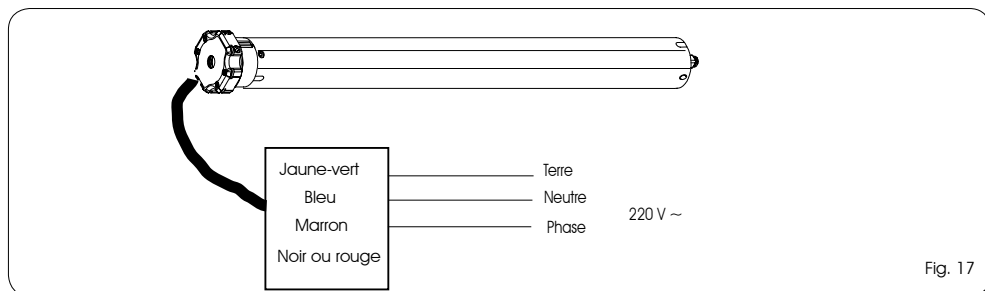 Jaune-vert Terre
Bleu Neutre
Marron Phase
220 V ~
Noir ou rouge
Fig. 17